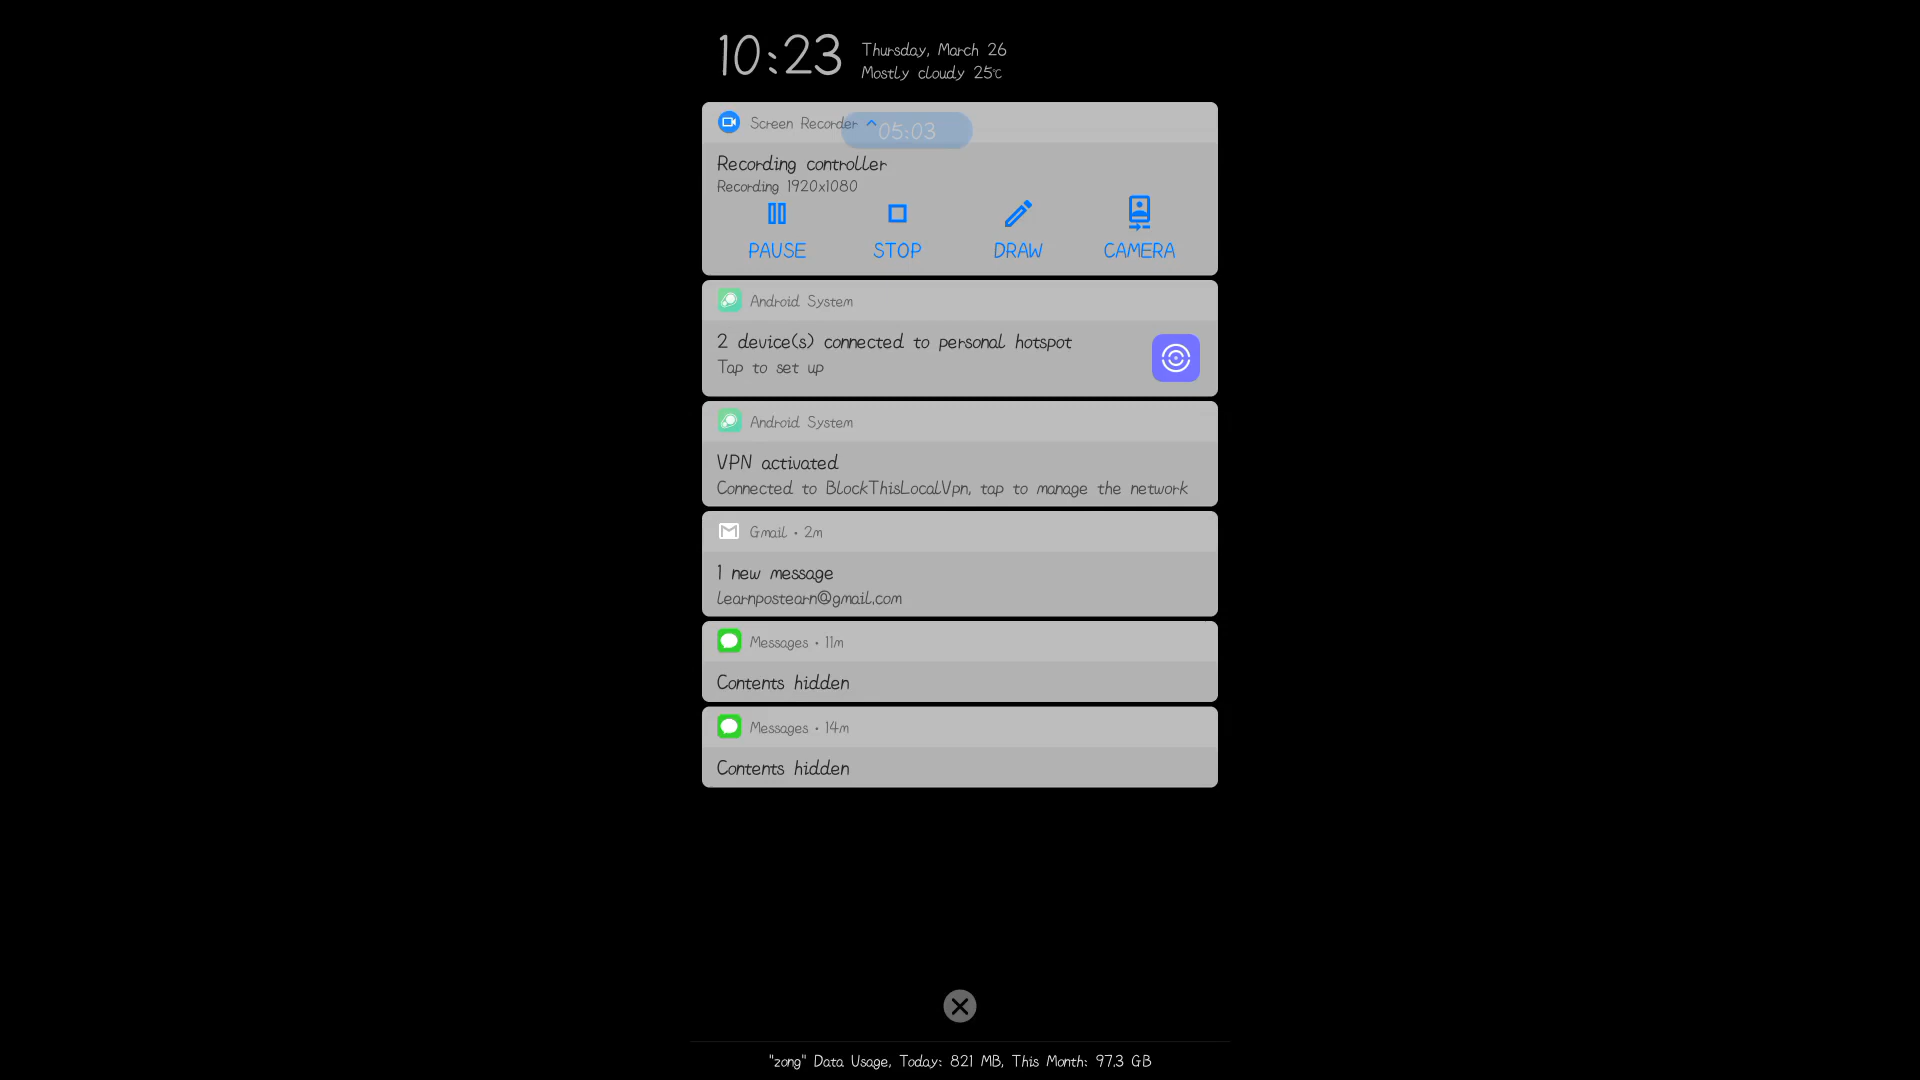 10:23
Thursday, March 26
Mostly cloudy 25°C
Screen Recorder
05:03
Recording controller
Recording 1920x1080
PAUSE STOP DRAW CAMERA
Android System
2 device(s) connected to personal hotspot
Tap to set up
Android System
VPN activated
Connected to BlockThisLocalVpn, tap to manage the network
Gmail • 2m
1 new message
learnpostearn@gmail.com
Messages • 11m
Contents hidden
Messages • 14m
Contents hidden
"zong" Data Usage, Today: 821 MB, This Month: 97.3 GB